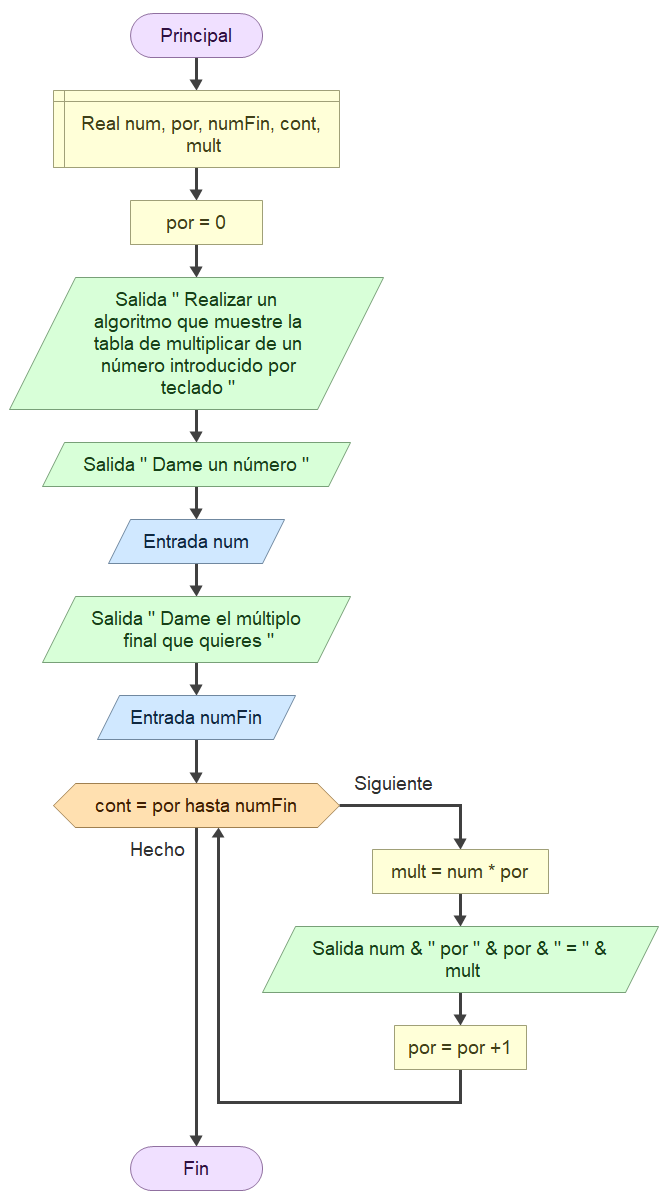 Principal
Real num, por, numFin, cont,
mult
por = 0
Salida " Realizar un
algoritmo que muestre la
tabla de multiplicar de un
número introducido por
teclado "
Salida " Dame un número "
Entrada num
Salida " Dame el múltiplo
final que quieres "
Entrada numFin
cont = por hasta numFin
Siguiente
Hecho
mult = num * por
Salida num & " por " & por & " = " &
mult
por = por +1
Fin